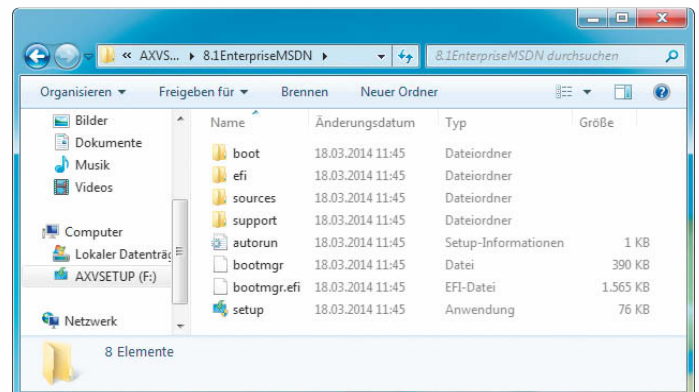 « AXVS... ▸ 8.1EnterpriseMSDN ▸ 8.1EnterpriseMSDN durchsuchen
Organisieren Freigeben für Brennen Neuer Ordner
Bilder
Dokumente
Musik
Videos
Computer
Lokaler Datenträg
AXVSETUP (F:)
Netzwerk
Name Änderungsdatum Typ Größe
boot 18.03.2014 11:45 Dateiordner
efi 18.03.2014 11:45 Dateiordner
sources 18.03.2014 11:45 Dateiordner
support 18.03.2014 11:45 Dateiordner
autorun 18.03.2014 11:45 Setup-Informationen 1 KB
bootmgr 18.03.2014 11:45 Datei 390 KB
bootmgr.efi 18.03.2014 11:45 EFI-Datei 1.565 KB
setup 18.03.2014 11:45 Anwendung 76 KB
8 Elemente